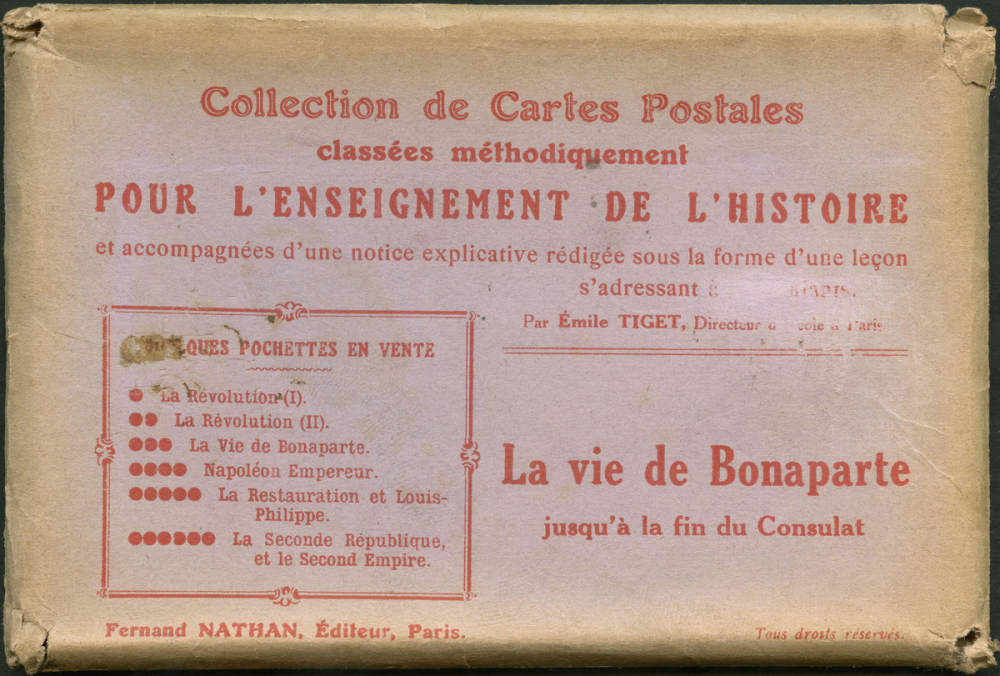 Collection de Cartes Postales
classées méthodiquement
POUR L'ENSEIGNEMENT DE L'HISTOIRE
et accompagnées d'une notice explicative rédigée sous la forme d'une leçon
s'adressant
Par Émile TIGET, Directeur à Paris
POCHETTES EN VENTE
La Révolution (I).
La Révolution (II).
La Vie de Bonaparte.
Napoléon Empereur.
La Restauration et Louis-
Philippe.
La Seconde République,
et le Second Empire.
La vie de Bonaparte
jusqu'à la fin du Consulat
Fernand NATHAN, Éditeur, Paris.
Tous droits réservés.